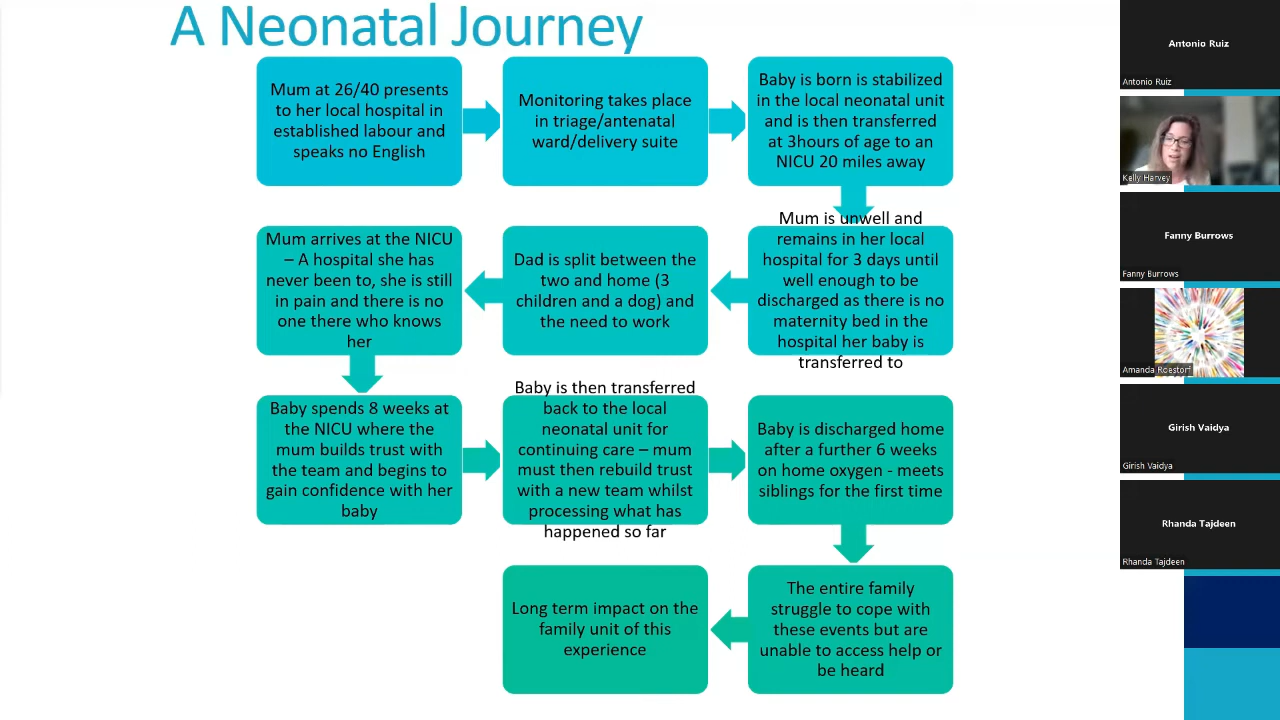 A Neonatal Journey
Mum at 26/40 presents
to her local hospital in
established labour and
speaks no English
Monitoring takes place
in triage/antenatal
ward/delivery suite
Baby is born is stabilized
in the local neonatal unit
and is then transferred
at 3hours of age to an
NICU 20 miles away
Mum is unwell and
remains in her local
hospital for 3 days until
well enough to be
discharged as there is no
maternity bed in the
hospital her baby is
transferred to
Dad is split between the
two and home (3
children and a dog) and
the need to work
Mum arrives at the NICU
– A hospital she has
never been to, she is still
in pain and there is no
one there who knows
her
Baby spends 8 weeks at
the NICU where the
mum builds trust with
the team and begins to
gain confidence with her
baby
Baby is then transferred
back to the local
neonatal unit for
continuing care – mum
must then rebuild trust
with a new team whilst
processing what has
happened so far
Baby is discharged home
after a further 6 weeks
on home oxygen - meets
siblings for the first time
The entire family
struggle to cope with
these events but are
unable to access help or
be heard
Long term impact on the
family unit of this
experience
Antonio Ruiz
Antonio Ruiz
Kelly Harvey
Fanny Burrows
Fanny Burrows
Amanda Roestorf
Girish Vaidya
Girish Vaidya
Rhanda Tajdeen
Rhanda Tajdeen